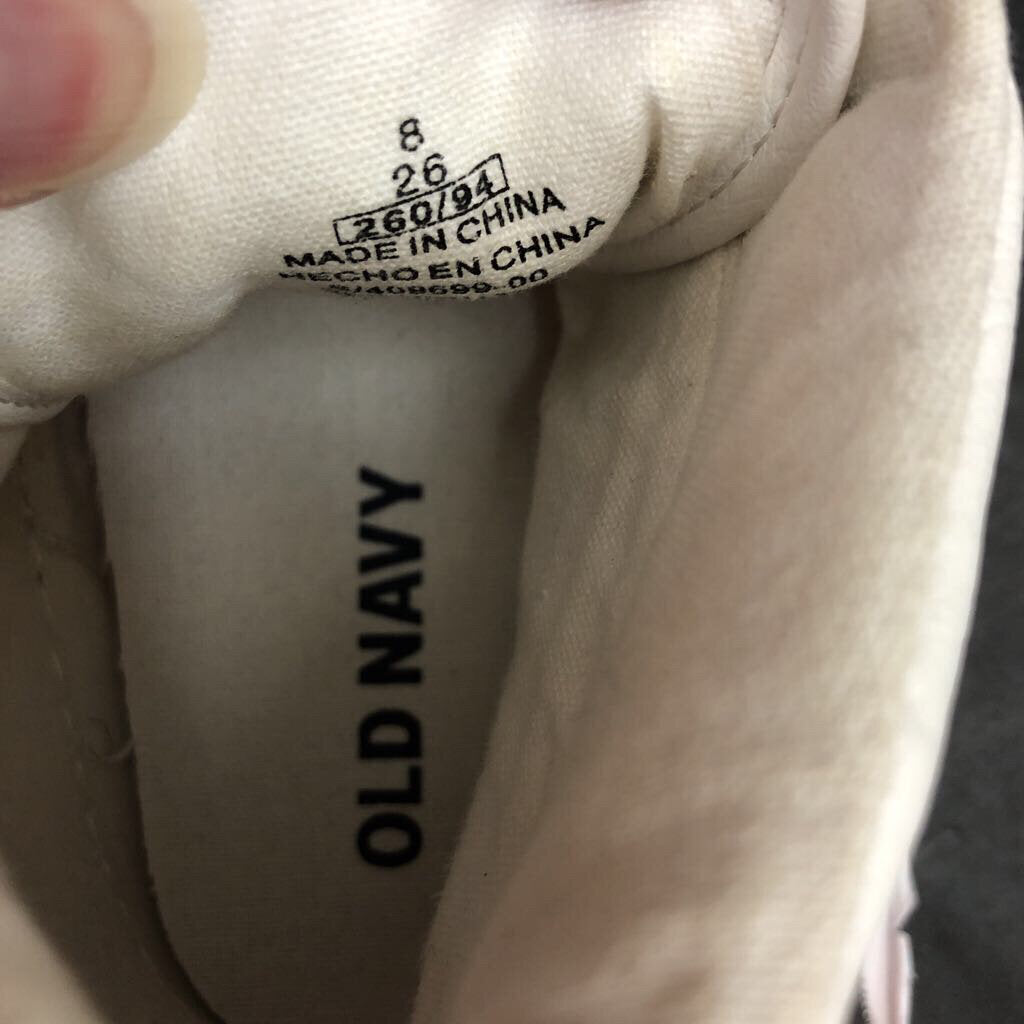 8
26
260/94
MADE IN CHINA
HECHO EN CHINA
OLD NAVY